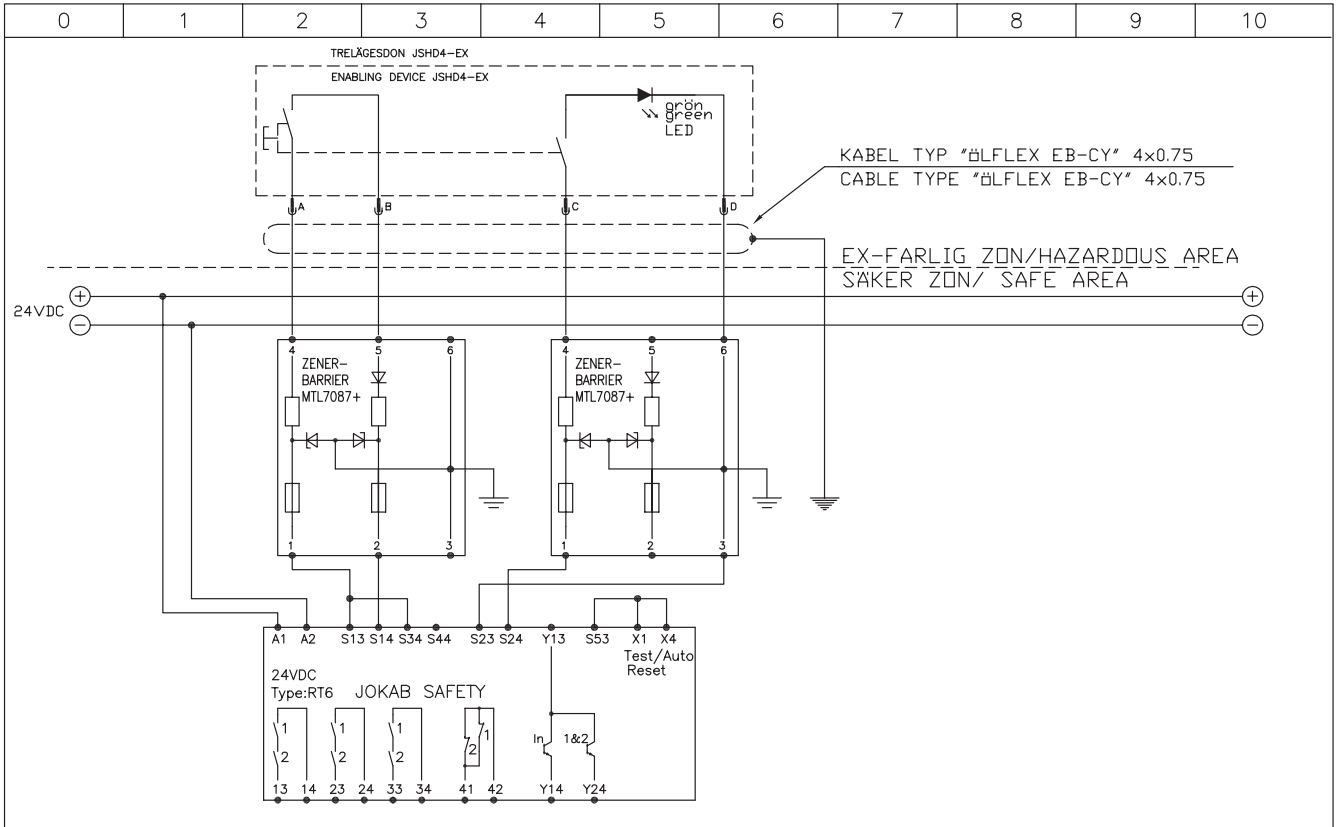 0 1 2 3 4 5 6 7 8 9 10
TRELÄGESDON JSHD4-EX
ENABLING DEVICE JSHD4-EX
grön
green
LED
KABEL TYP "ÖLFLEX EB-CY" 4x0.75
CABLE TYPE "ÖLFLEX EB-CY" 4x0.75
A B C D
EX-FARLIG ZON/HAZARDOUS AREA
SÄKER ZON/ SAFE AREA
24VDC + − + −
4 5 6 4 5 6
ZENER-
BARRIER
MTL7087+
ZENER-
BARRIER
MTL7087+
1 2 3 1 2 3
A1 A2 S13 S14 S34 S44 S23 S24 Y13 S53 X1 X4
Test/Auto
Reset
24VDC
Type:RT6 JOKAB SAFETY
1 1 1 1
2 2 2 2 In 1&2
13 14 23 24 33 34 41 42 Y14 Y24